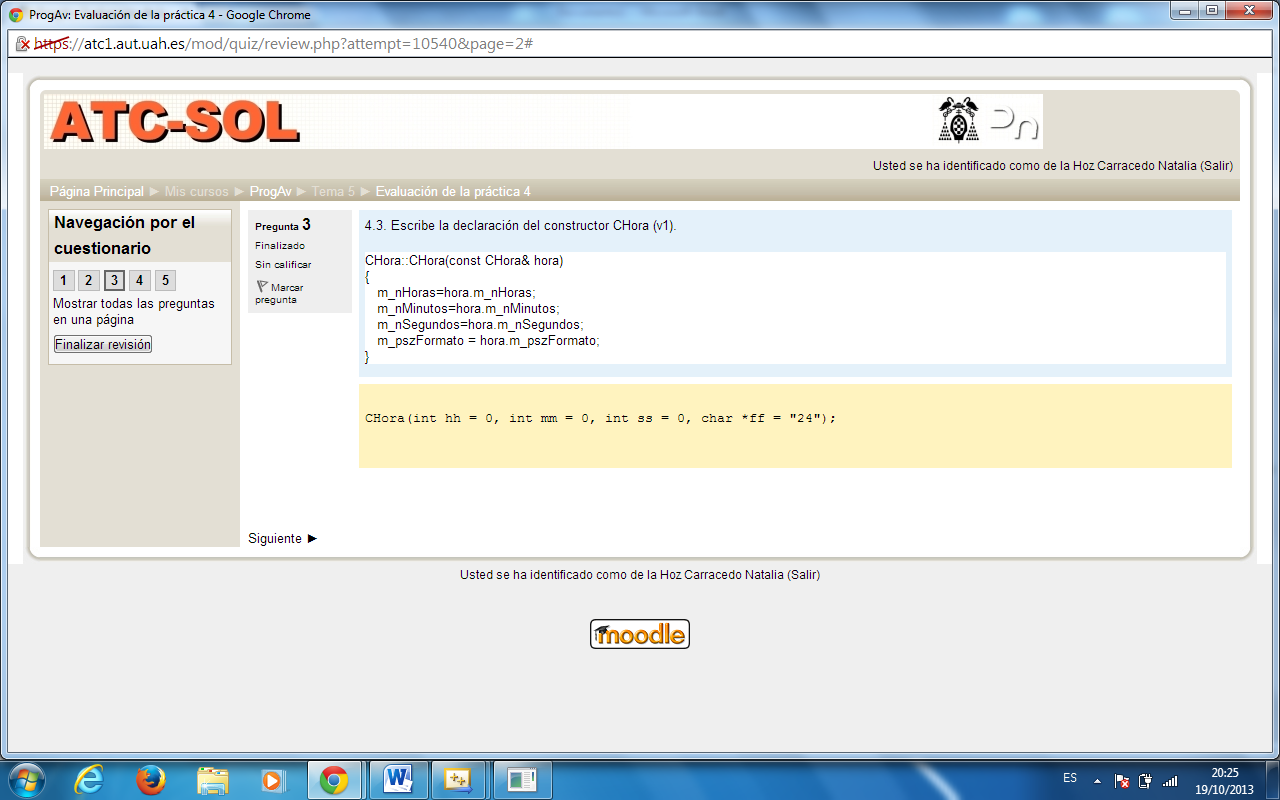 ProgAv: Evaluación de la práctica 4 - Google Chrome
https://atc1.aut.uah.es/mod/quiz/review.php?attempt=10540&page=2#
ATC-SOL
Usted se ha identificado como de la Hoz Carracedo Natalia (Salir)
Página Principal ► Mis cursos ► ProgAv ► Tema 5 ► Evaluación de la práctica 4
Navegación por el
cuestionario
1 2 3 4 5
Mostrar todas las preguntas
en una página
Finalizar revisión
Pregunta 3
Finalizado
Sin calificar
Marcar
pregunta
4.3. Escribe la declaración del constructor CHora (v1).
CHora::CHora(const CHora& hora)
{
m_nHoras=hora.m_nHoras;
m_nMinutos=hora.m_nMinutos;
m_nSegundos=hora.m_nSegundos;
m_pszFormato = hora.m_pszFormato;
}
CHora(int hh = 0, int mm = 0, int ss = 0, char *ff = "24");
Siguiente ►
Usted se ha identificado como de la Hoz Carracedo Natalia (Salir)
moodle
ES
20:25
19/10/2013